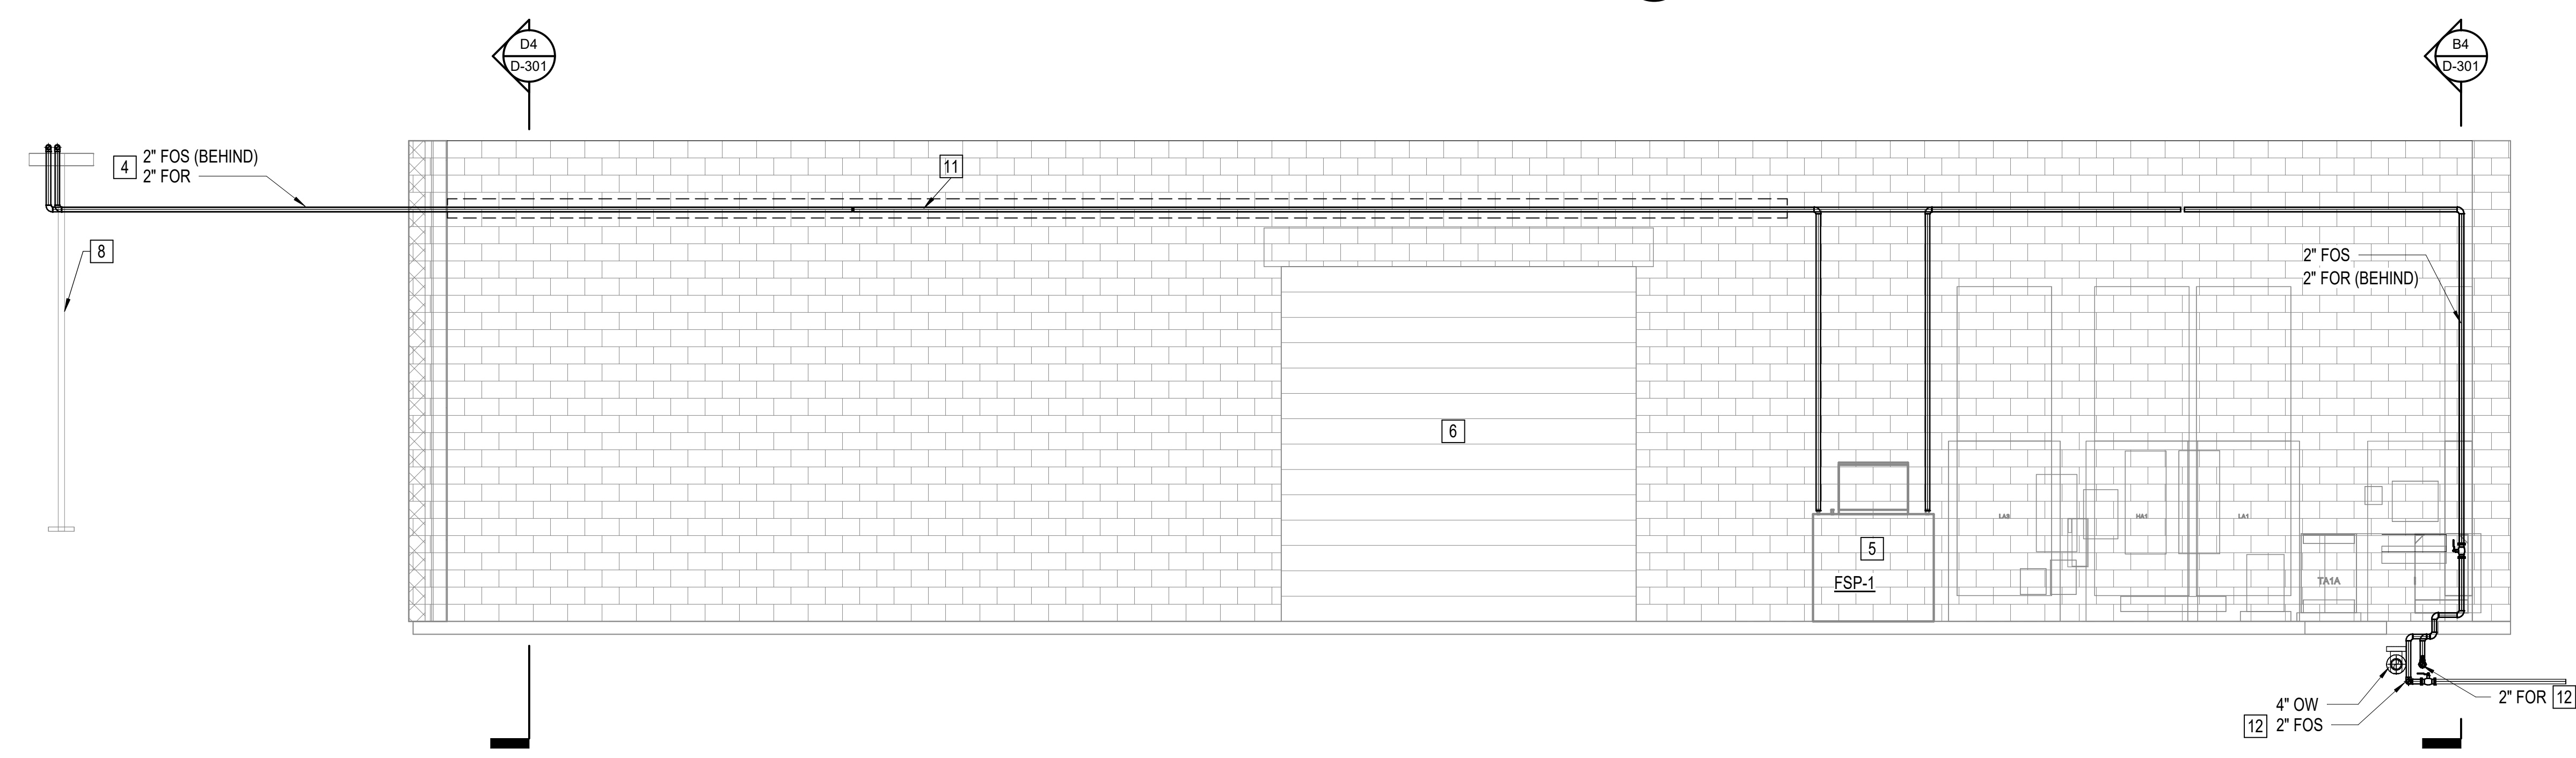 D4
D-301
B4
D-301
4
2" FOS (BEHIND)
2" FOR
11
8
2" FOS
2" FOR (BEHIND)
6
5
FSP-1
LA3
HA1
LA1
TA1A
4" OW
12 2" FOS
2" FOR 12